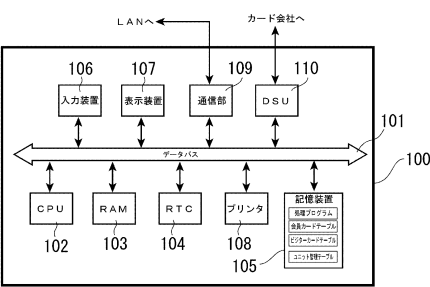 LANへ
カード会社へ
106
107
109
110
入力装置
表示装置
通信部
DSU
101
データバス
100
CPU
RAM
RTC
プリンタ
記憶装置
処理プログラム
会員カードテーブル
ビジターカードテーブル
ユニット管理テーブル
102
103
104
108
105